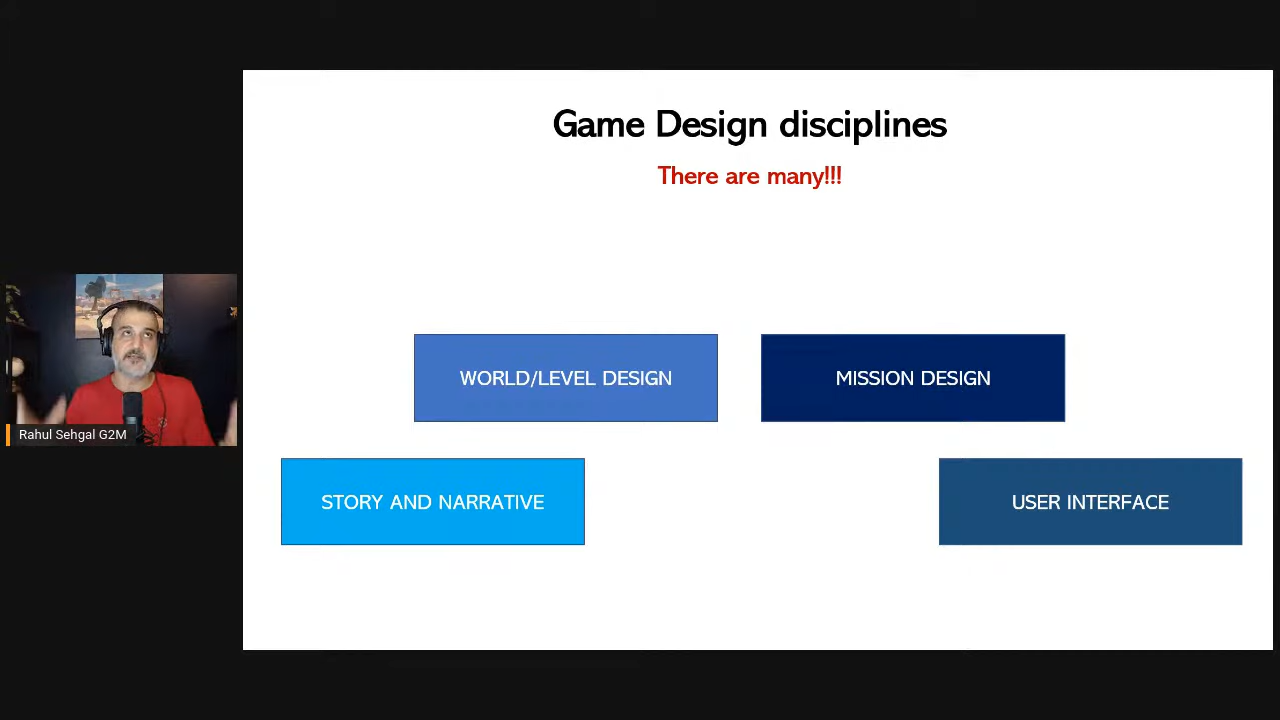 Game Design disciplines
There are many!!!
WORLD/LEVEL DESIGN
MISSION DESIGN
STORY AND NARRATIVE
USER INTERFACE
Rahul Sehgal G2M